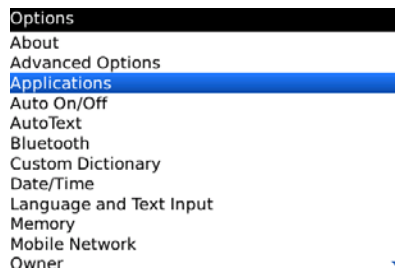 Options
About
Advanced Options
Applications
Auto On/Off
AutoText
Bluetooth
Custom Dictionary
Date/Time
Language and Text Input
Memory
Mobile Network
Owner